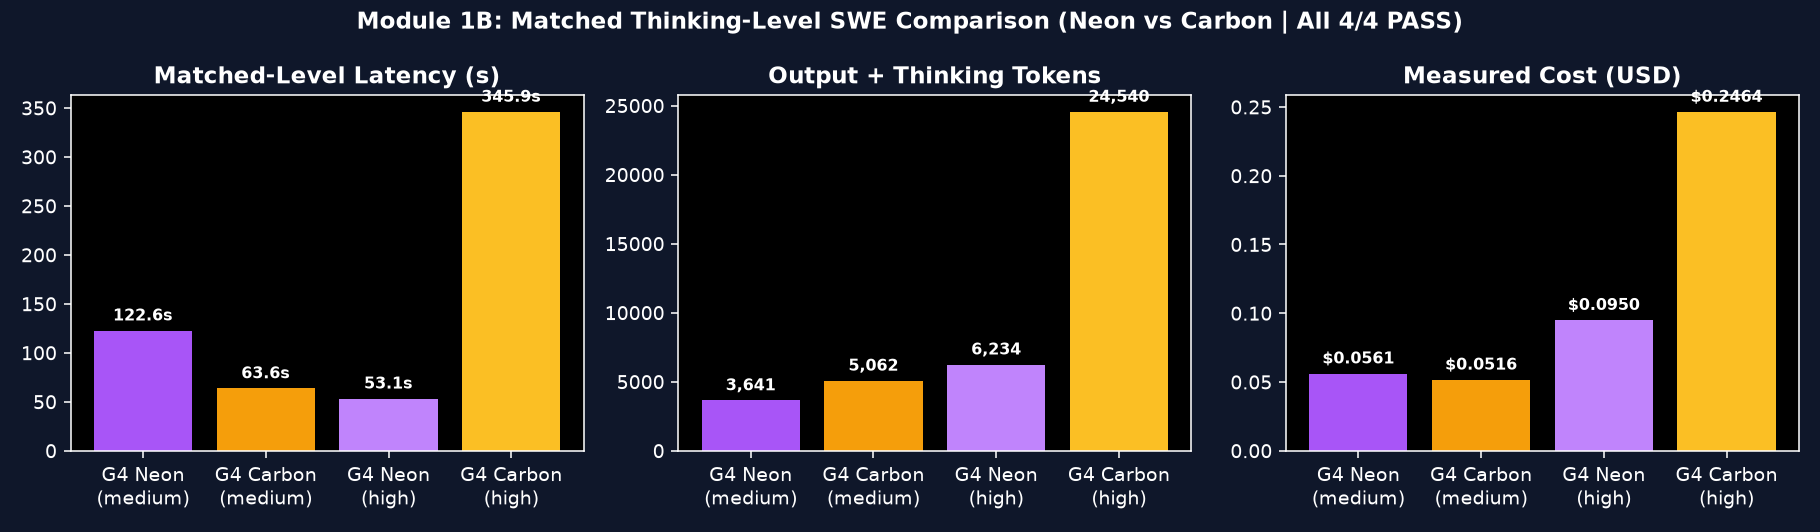 Module 1B: Matched Thinking-Level SWE Comparison (Neon vs Carbon | All 4/4 PASS)
Matched-Level Latency (s)
350
300
250
200
150
100
50
0
122.6s
63.6s
53.1s
345.9s
G4 Neon
(medium)
G4 Carbon
(medium)
G4 Neon
(high)
G4 Carbon
(high)
Output + Thinking Tokens
25000
20000
15000
10000
5000
0
3,641
5,062
6,234
24,540
G4 Neon
(medium)
G4 Carbon
(medium)
G4 Neon
(high)
G4 Carbon
(high)
Measured Cost (USD)
0.25
0.20
0.15
0.10
0.05
0.00
$0.0561
$0.0516
$0.0950
$0.2464
G4 Neon
(medium)
G4 Carbon
(medium)
G4 Neon
(high)
G4 Carbon
(high)